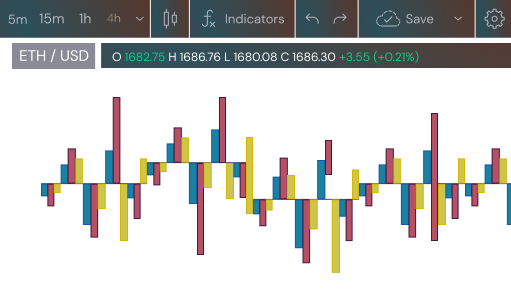 5m 15m 1h 4h fx Indicators Save
ETH / USD O 1682.75 H 1686.76 L 1680.08 C 1686.30 +3.55 (+0.21%)